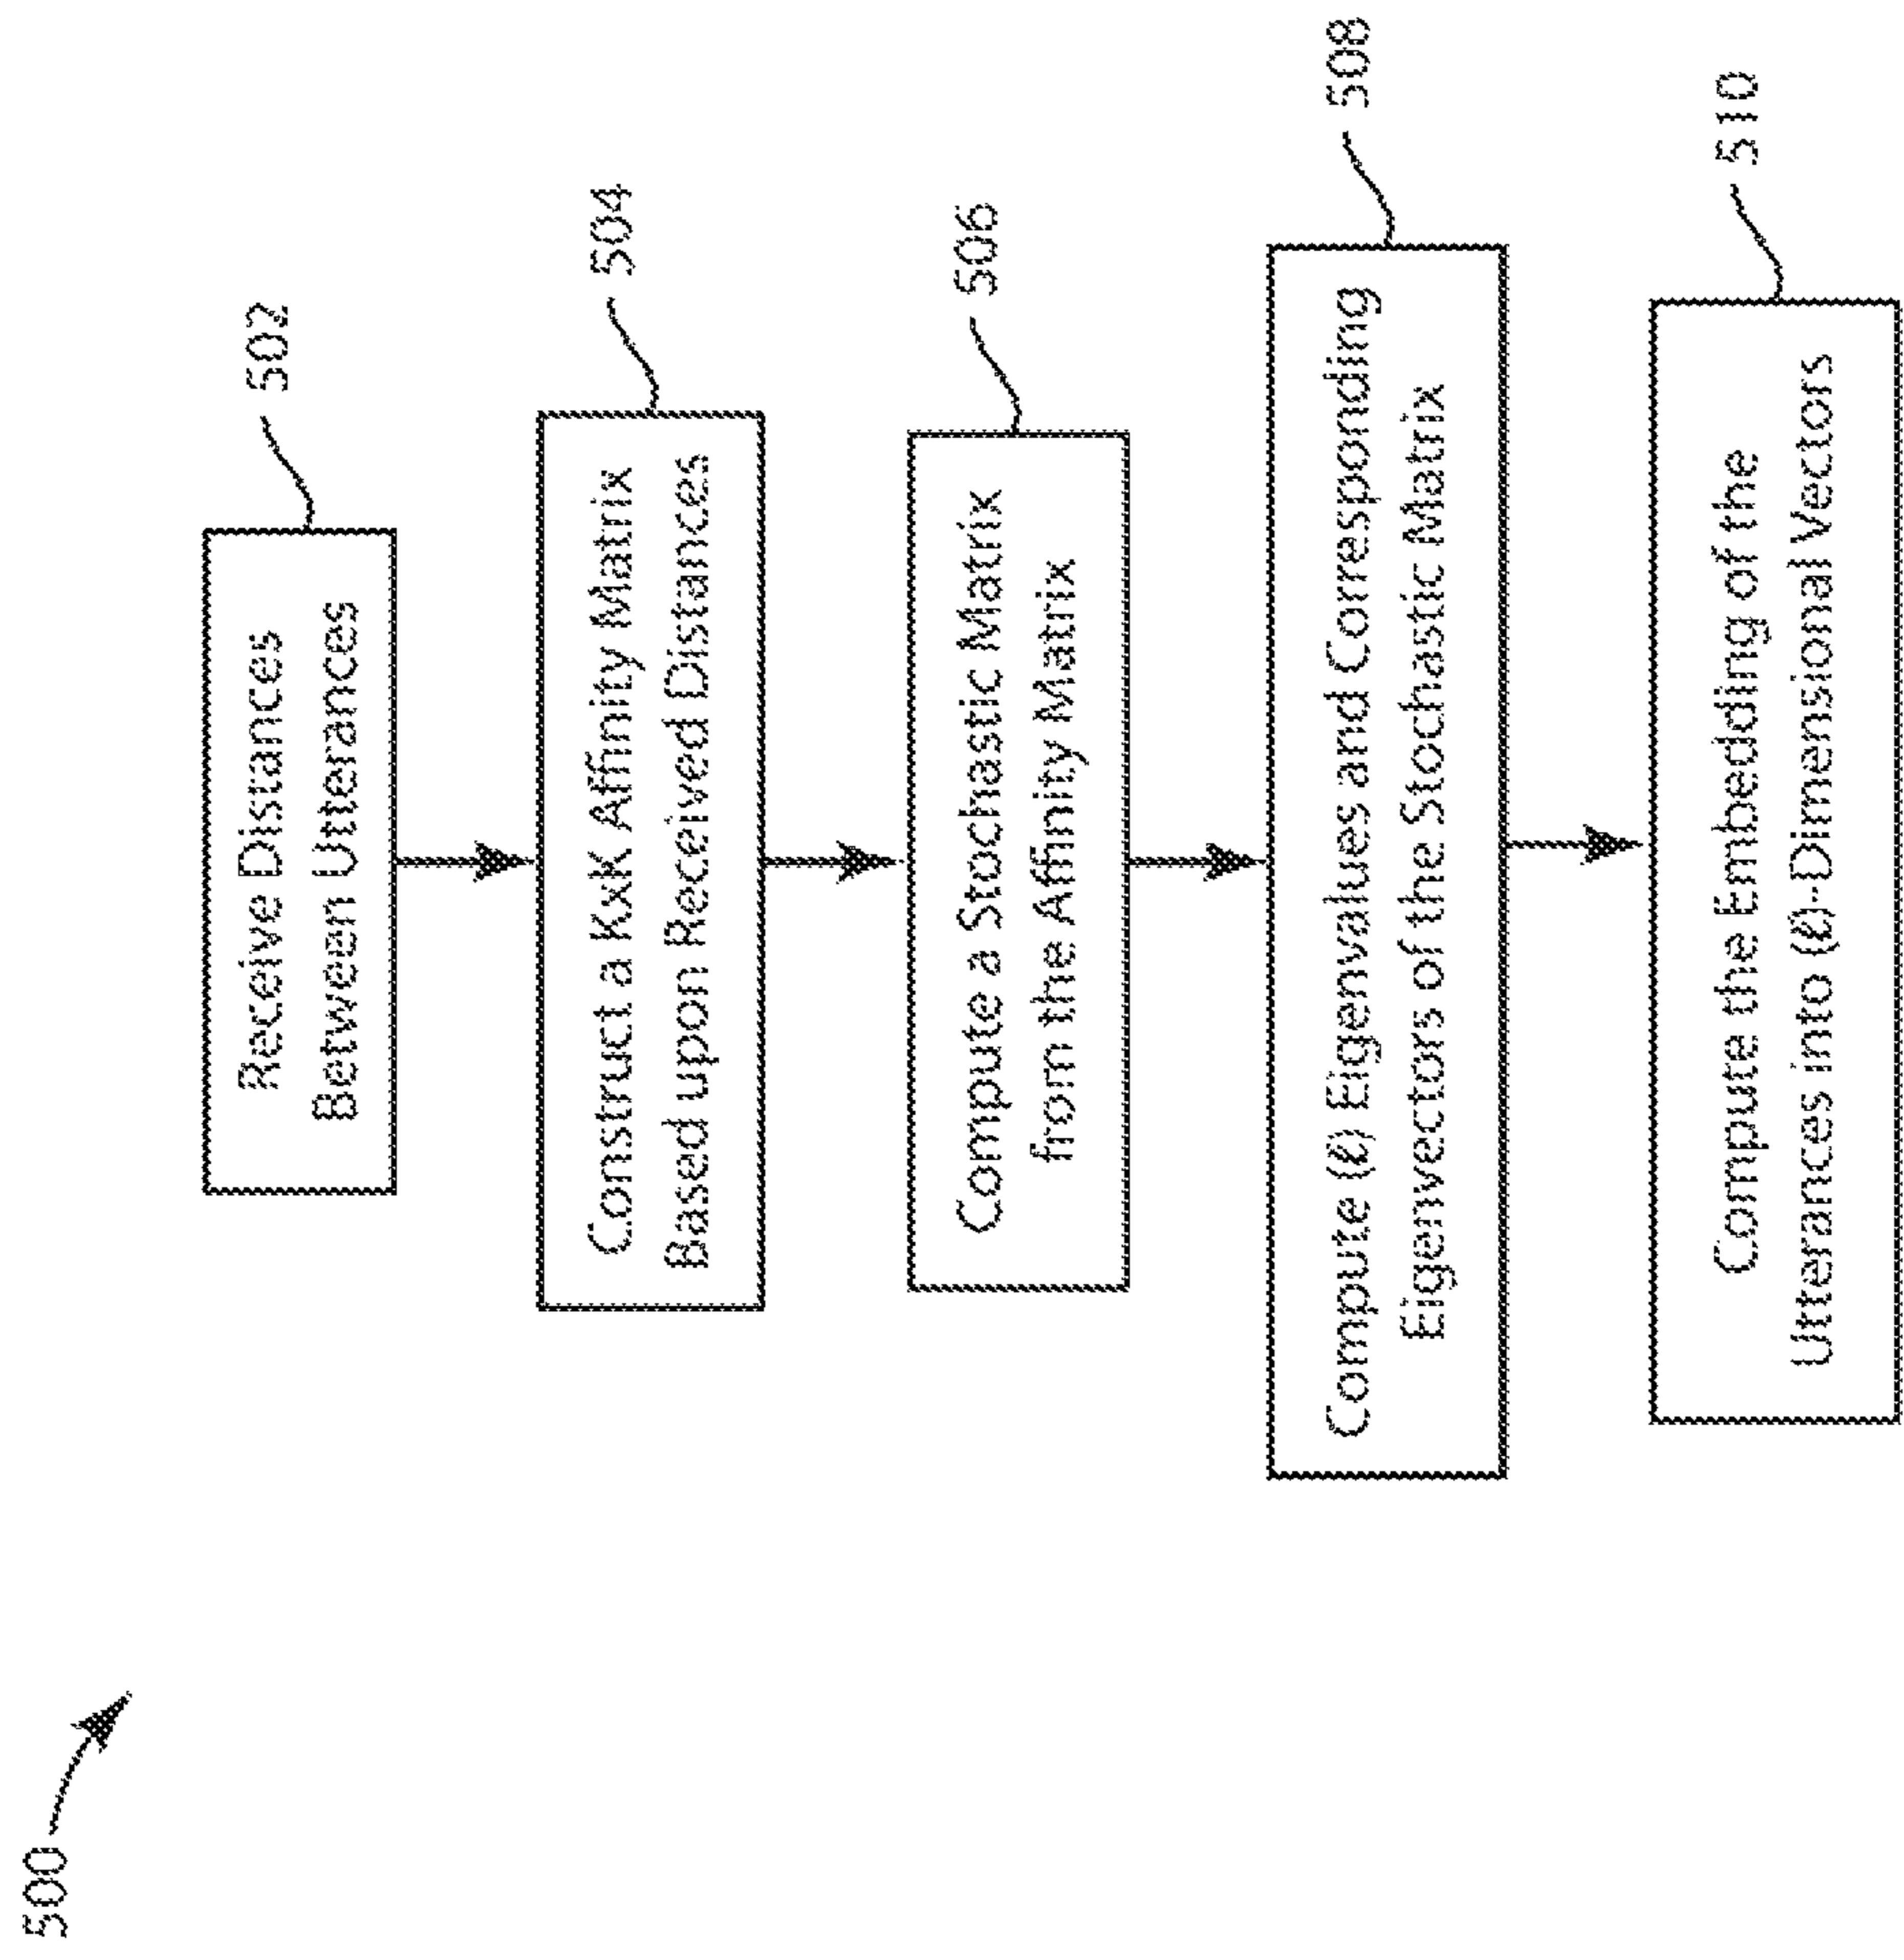 500
Receive Distances
Between Utterances
502
Construct a KxK Affinity Matrix
Based upon Received Distances
504
Compute a Stochastic Matrix
from the Affinity Matrix
506
Compute (ℓ) Eigenvalues and Corresponding
Eigenvectors of the Stochastic Matrix
508
Compute the Embedding of the
Utterances into (ℓ)-Dimensional Vectors
510